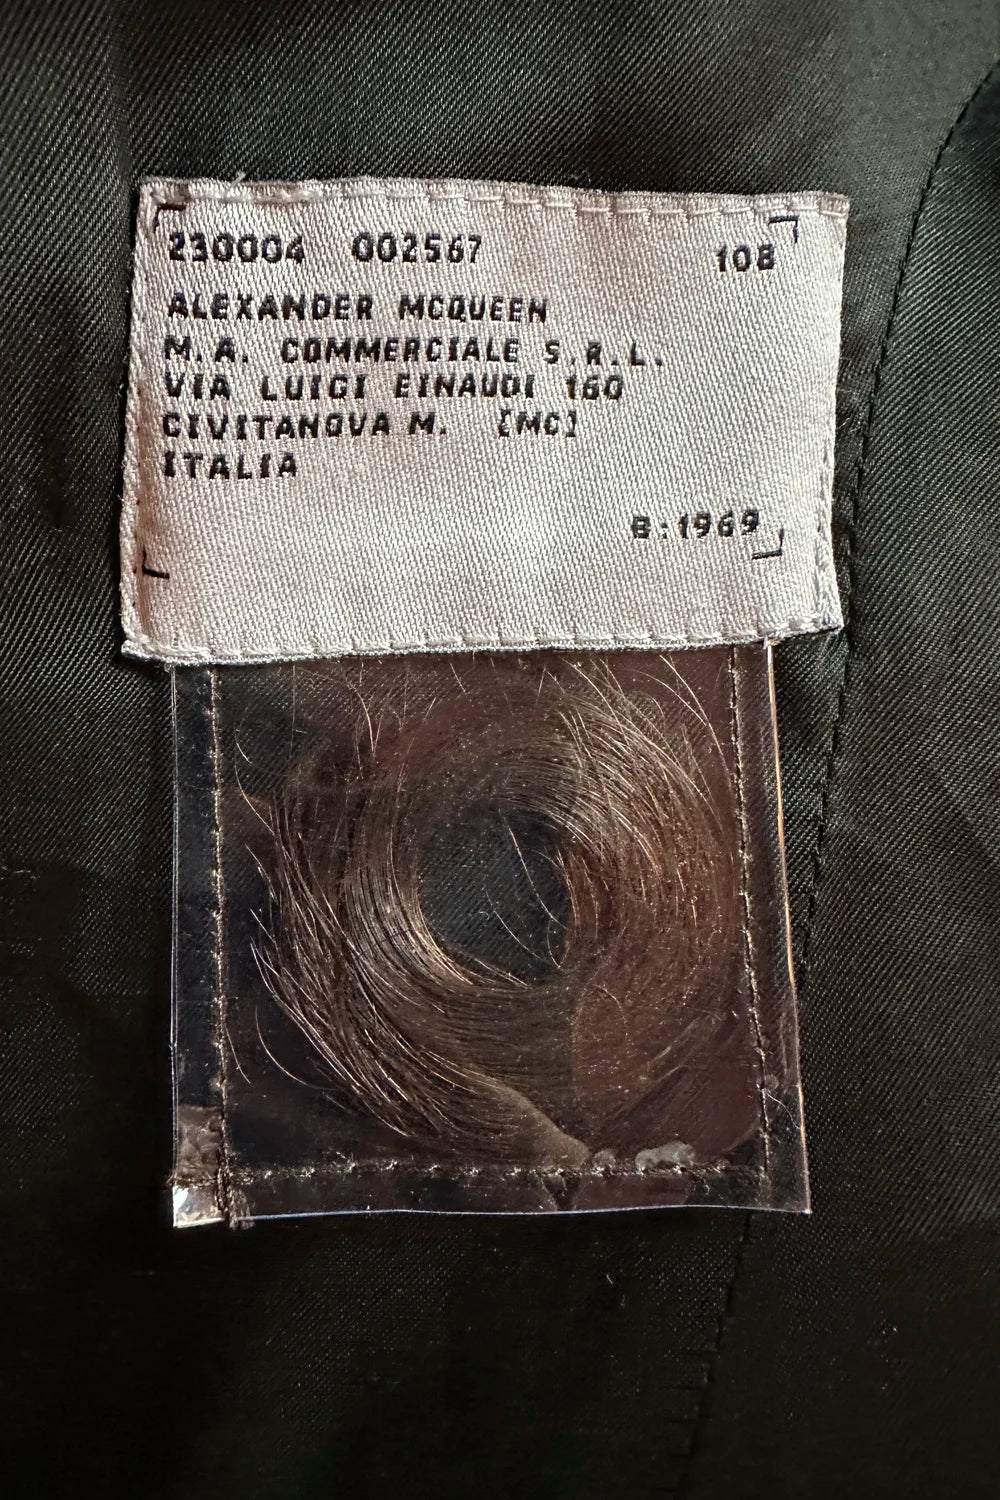 230004 002567 108
ALEXANDER MCQUEEN
M.A. COMMERCIALE S.R.L.
VIA LUIGI EINAUDI 160
CIVITANOVA M. [MC]
ITALIA
B:1969